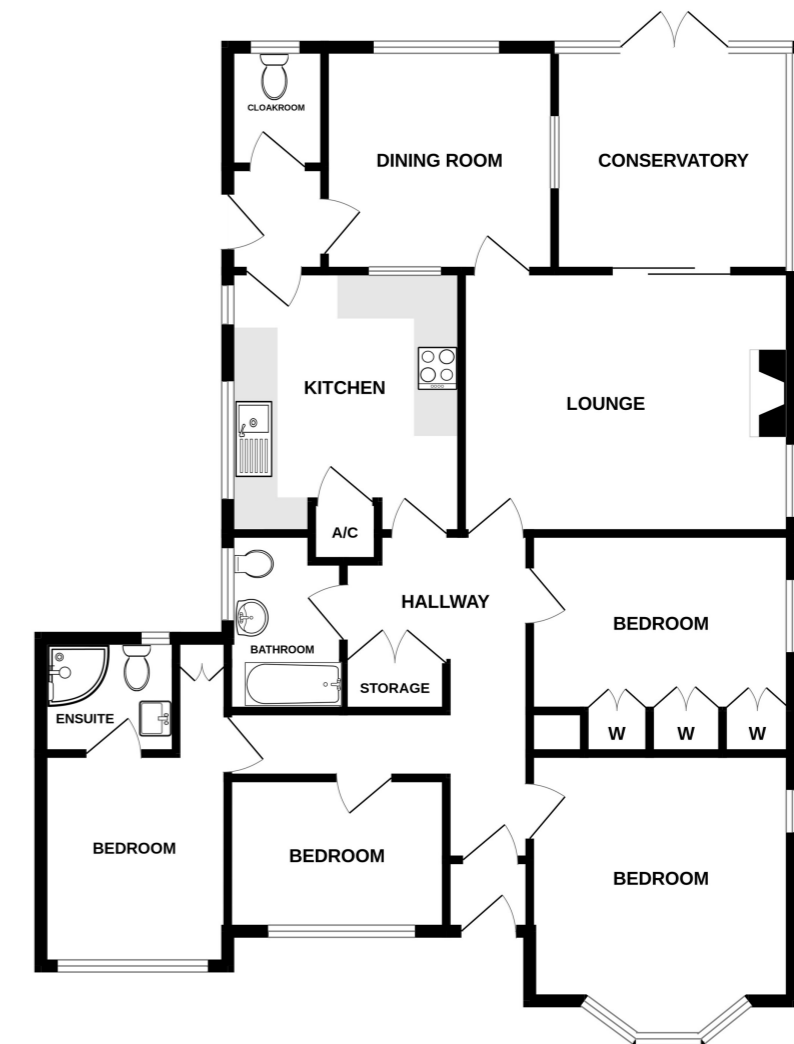 CLOAKROOM
DINING ROOM
CONSERVATORY
KITCHEN
LOUNGE
A/C
HALLWAY
BEDROOM
BATHROOM
STORAGE
ENSUITE
W
W
W
BEDROOM
BEDROOM
BEDROOM